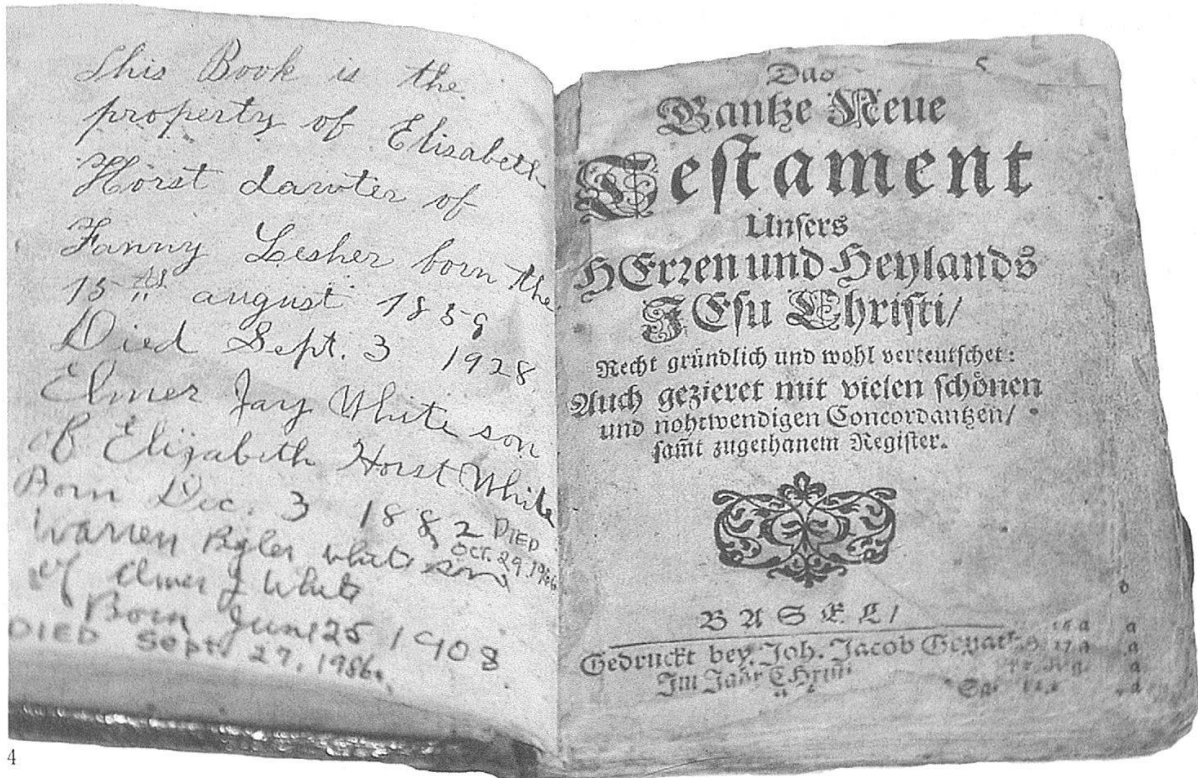 This Book is the
property of Elisabeth
Horst dawter of
Fanny Lesher born the
15th august 1859
Died Sept. 3 1928
Elmer Jay White son
of Elizabeth Horst White
Born Dec. 3 1882 DIED
OCT. 29, 1966
Warren Byler white son
of Elmer J White
Born June 25 1908
DIED Sept. 27, 1986.
Das
Gantze Neue
Testament
Unsers
HErren und Heylands
JEsu Christi/
Recht gründlich und wohl verteutschet:
Auch gezieret mit vielen schönen
und nohtwendigen Concordantzen/
sam̃t zugethanem Register.
BASEL/
Gedruckt bey Joh. Jacob
Im Jahr CHristi
4